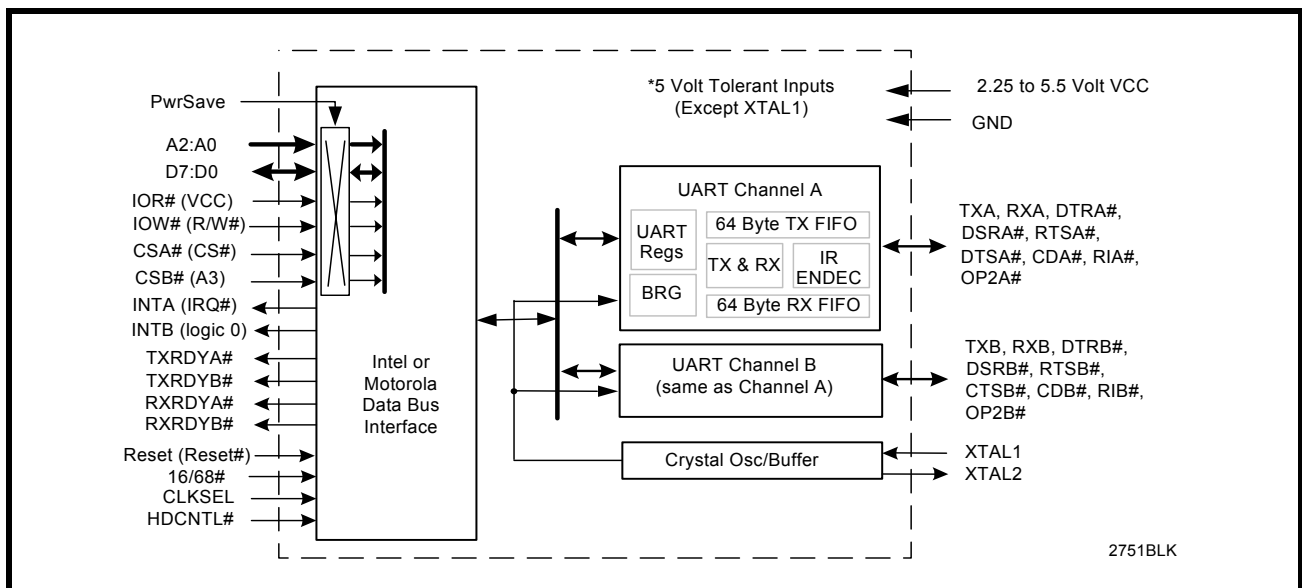 PwrSave
A2:A0
D7:D0
IOR# (VCC)
IOW# (R/W#)
CSA# (CS#)
CSB# (A3)
INTA (IRQ#)
INTB (logic 0)
TXRDYA#
TXRDYB#
RXRDYA#
RXRDYB#
Reset (Reset#)
16/68#
CLKSEL
HDCNTL#
Intel or
Motorola
Data Bus
Interface
*5 Volt Tolerant Inputs
(Except XTAL1)
2.25 to 5.5 Volt VCC
GND
UART Channel A
UART
Regs
BRG
64 Byte TX FIFO
TX & RX
IR
ENDEC
64 Byte RX FIFO
TXA, RXA, DTRA#,
DSRA#, RTSA#,
DTSA#, CDA#, RIA#,
OP2A#
UART Channel B
(same as Channel A)
TXB, RXB, DTRB#,
DSRB#, RTSB#,
CTSB#, CDB#, RIB#,
OP2B#
Crystal Osc/Buffer
XTAL1
XTAL2
2751BLK